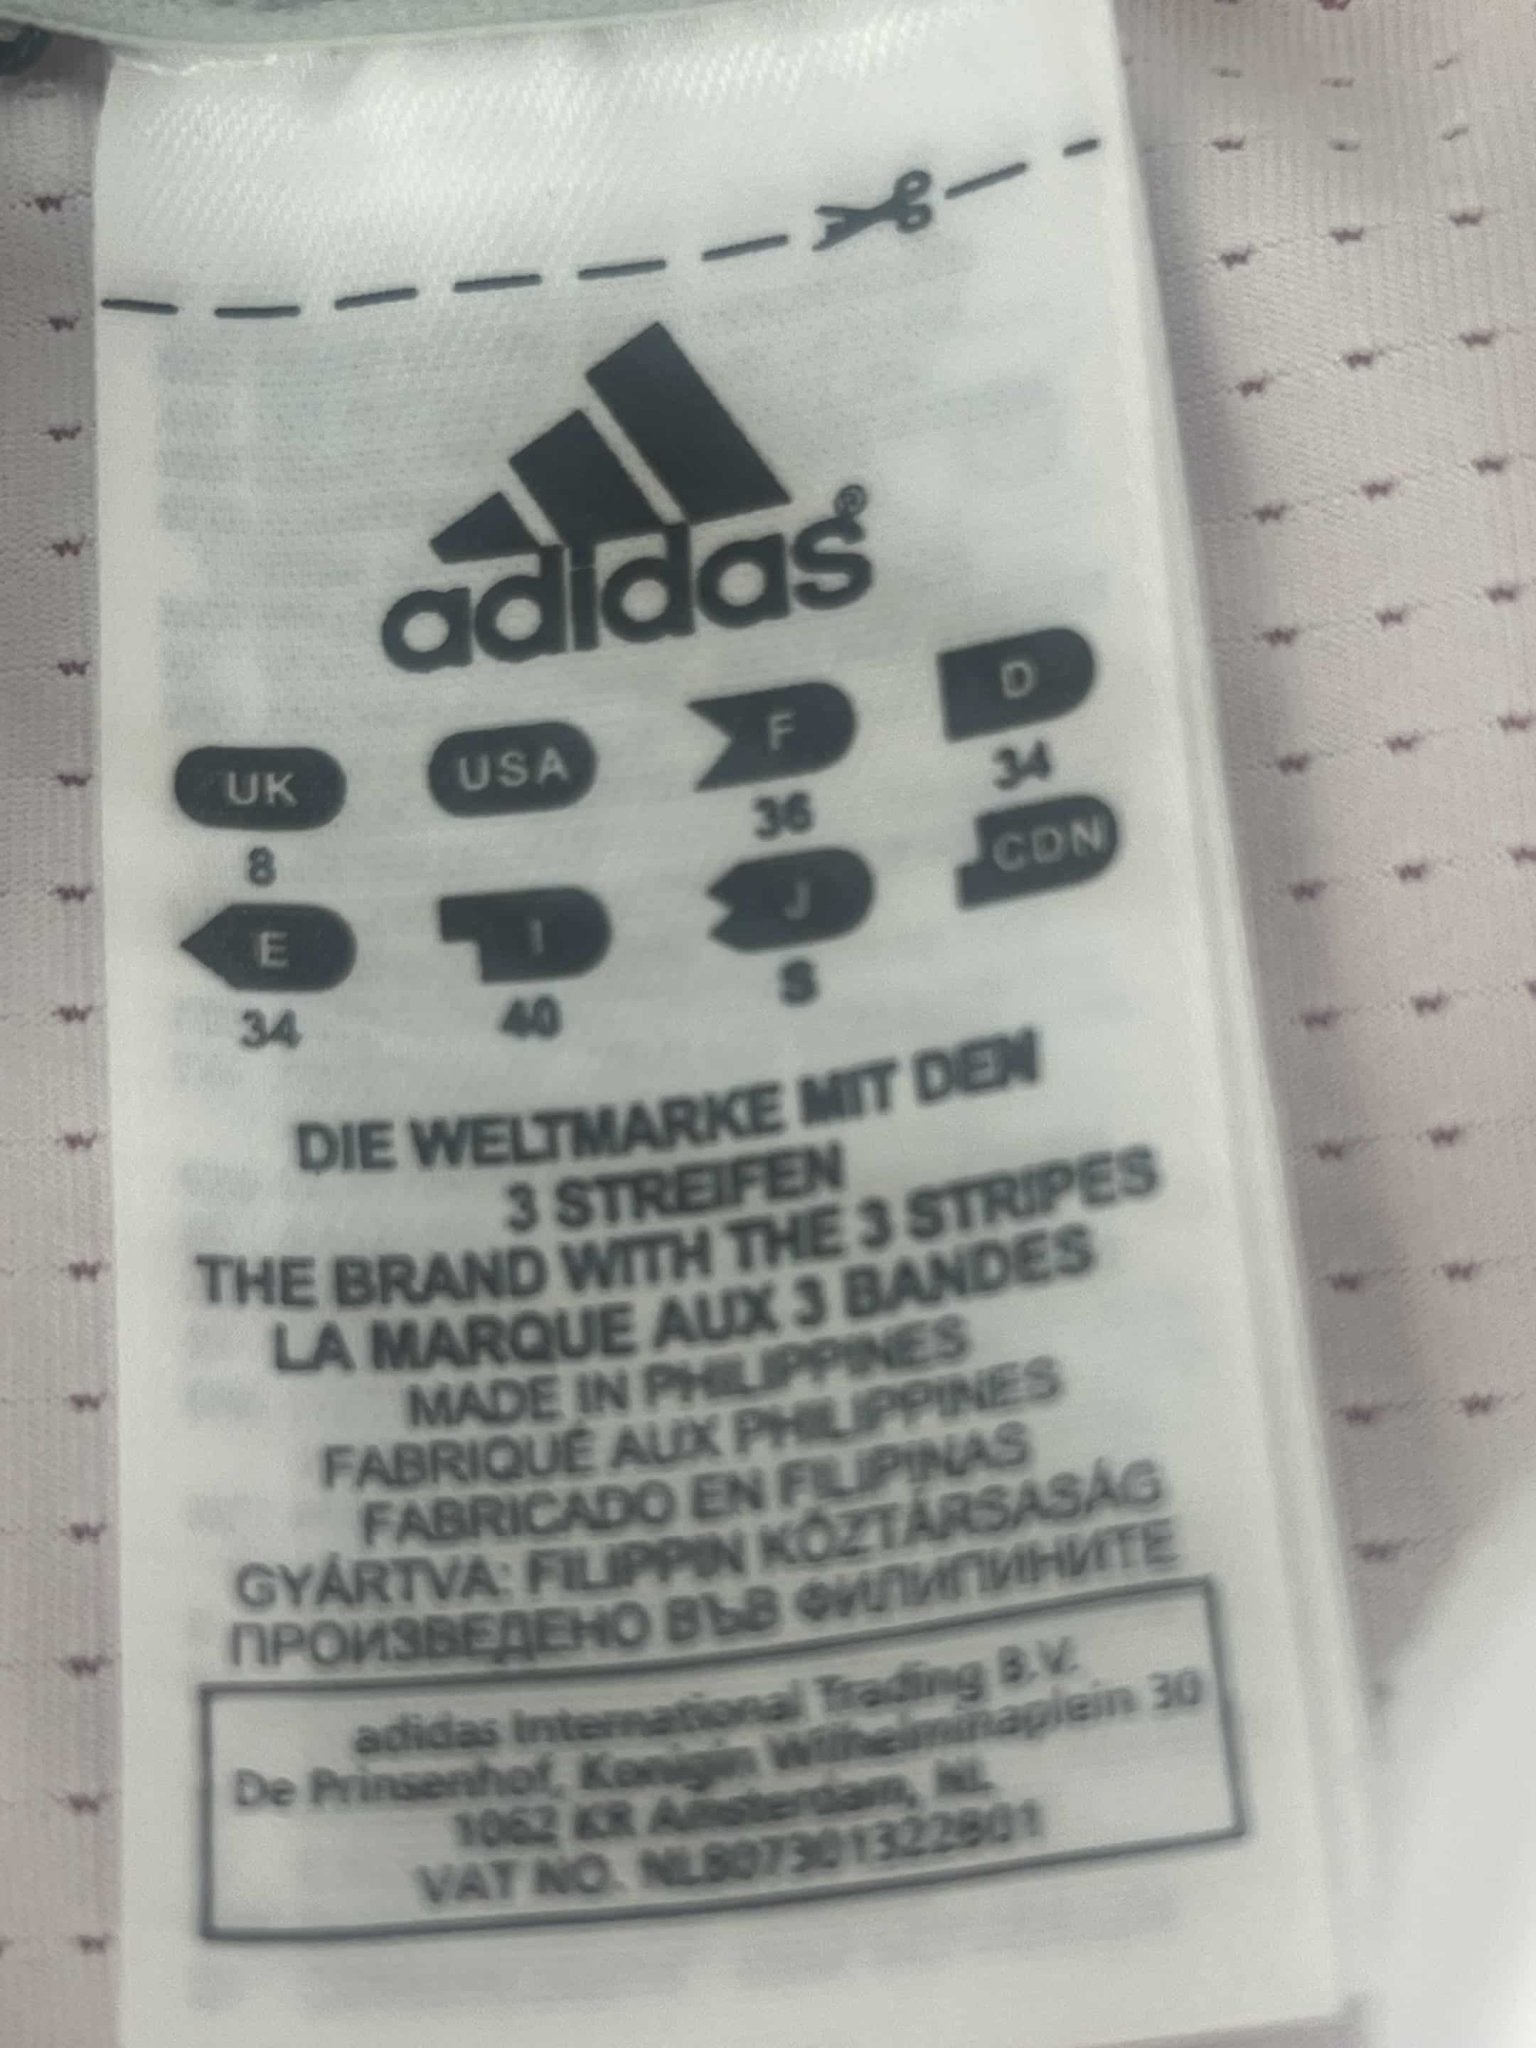 adidas®
UK USA F D
8 36 34
E I J CDN
34 40 S
DIE WELTMARKE MIT DEN
3 STREIFEN
THE BRAND WITH THE 3 STRIPES
LA MARQUE AUX 3 BANDES
MADE IN PHILIPPINES
FABRIQUÉ AUX PHILIPPINES
FABRICADO EN FILIPINAS
GYÁRTVA: FILIPPIN KÖZTÁRSASÁG
ПРОИЗВЕДЕНО ВЪВ ФИЛИПИНИТЕ
adidas International Trading B.V.
De Prinsenhof, Konigin Wilhelminaplein 30
1062 KR Amsterdam, NL
VAT NO. NL807301322B01